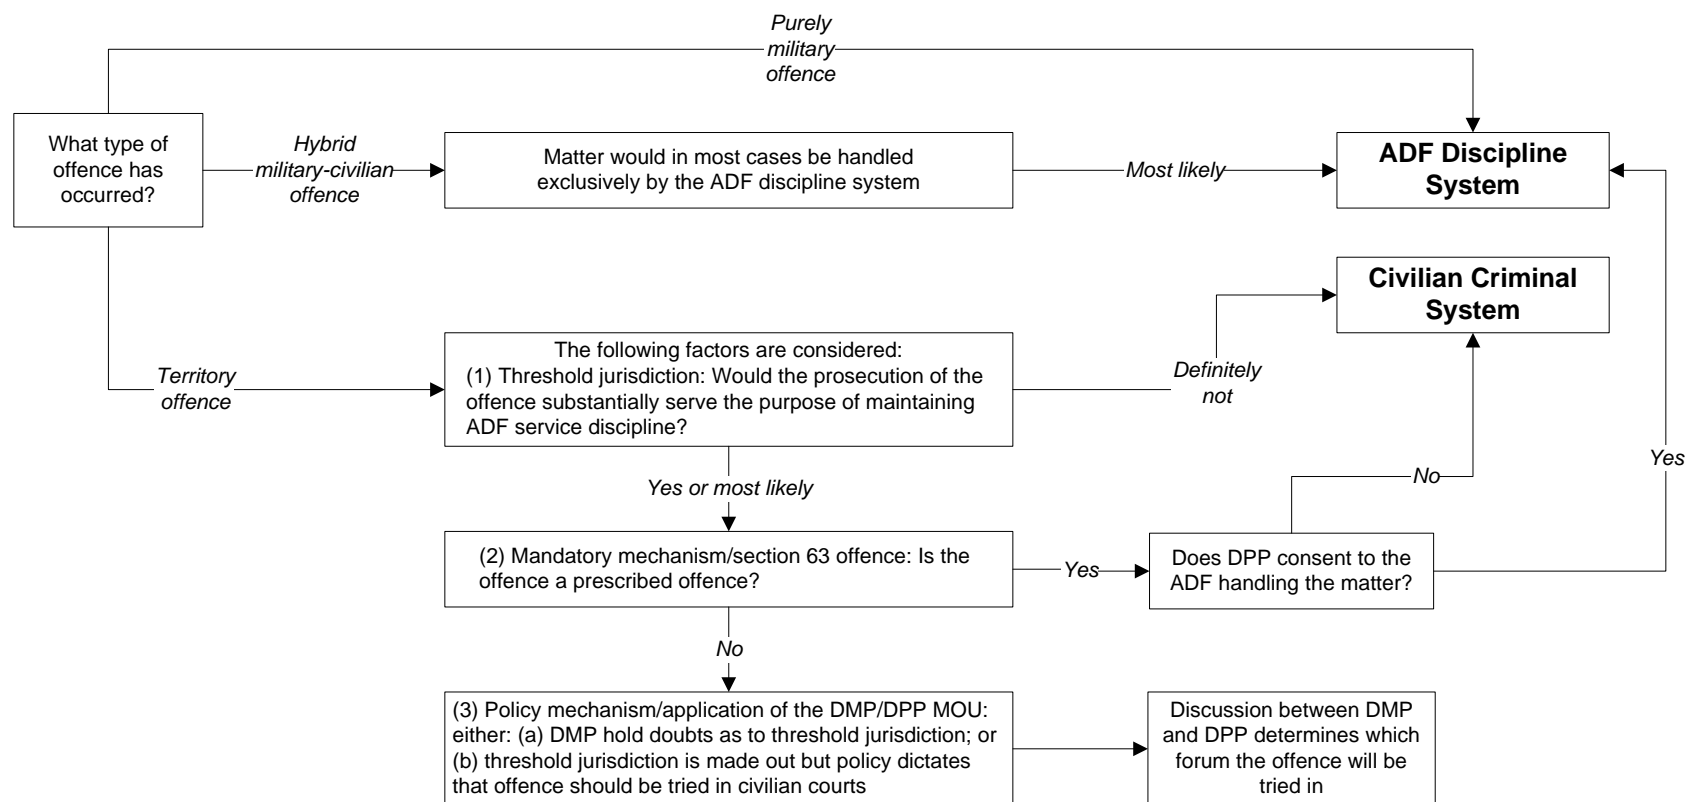 Purely
military
offence
What type of
offence has
occurred?
Hybrid
military-civilian
offence
Matter would in most cases be handled
exclusively by the ADF discipline system
Most likely
ADF Discipline
System
Civilian Criminal
System
Territory
offence
The following factors are considered:
(1) Threshold jurisdiction: Would the prosecution of the
offence substantially serve the purpose of maintaining
ADF service discipline?
Definitely
not
Yes or most likely
No
Yes
(2) Mandatory mechanism/section 63 offence: Is the
offence a prescribed offence?
Yes
Does DPP consent to the
ADF handling the matter?
No
(3) Policy mechanism/application of the DMP/DPP MOU:
either: (a) DMP hold doubts as to threshold jurisdiction; or
(b) threshold jurisdiction is made out but policy dictates
that offence should be tried in civilian courts
Discussion between DMP
and DPP determines which
forum the offence will be
tried in